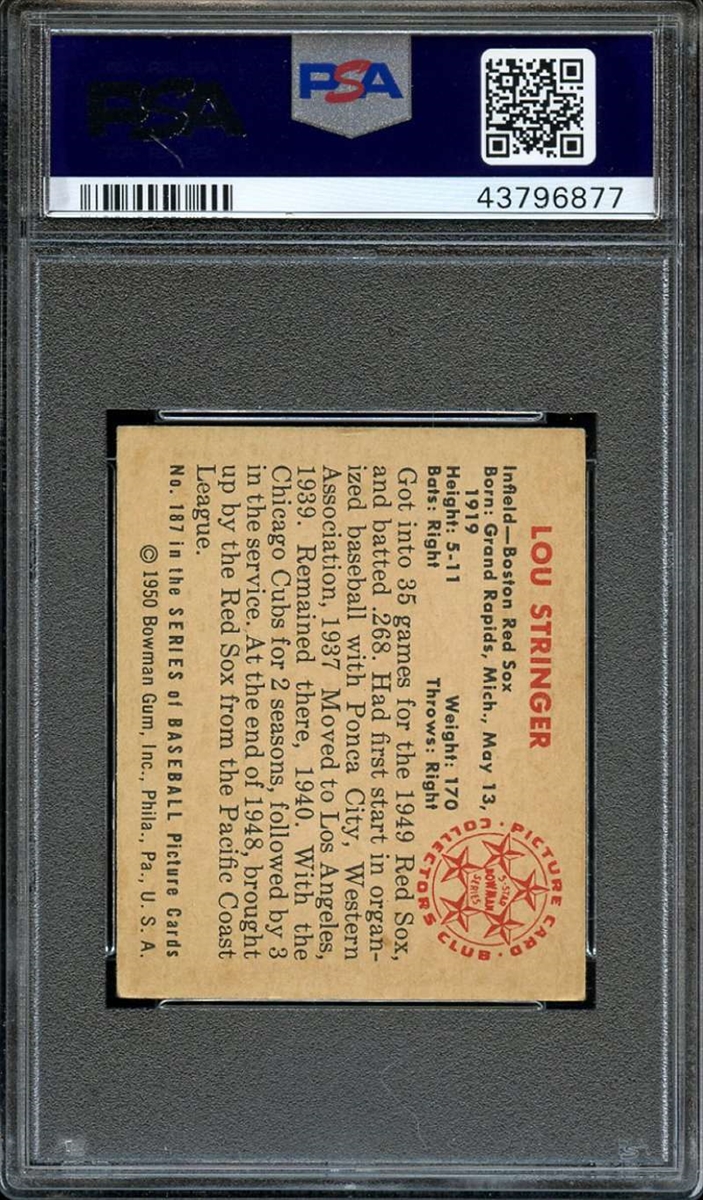 PSA
PSA
43796877
LOU STRINGER
Infield—Boston Red Sox
Born: Grand Rapids, Mich., May 13,
1919
Height: 5-11 Weight: 170
Bats: Right Throws: Right
Got into 35 games for the 1949 Red Sox,
and batted .268. Had first start in organ-
ized baseball with Ponca City, Western
Association, 1937 Moved to Los Angeles,
1939. Remained there, 1940. With the
Chicago Cubs for 2 seasons, followed by 3
in the service. At the end of 1948, brought
up by the Red Sox from the Pacific Coast
League.
No. 187 in the SERIES of BASEBALL Picture Cards
© 1950 Bowman Gum, Inc., Phila., Pa., U. S. A.
PICTURE CARD · COLLECTORS CLUB ·
5-STAR
BOWMAN
SERIES